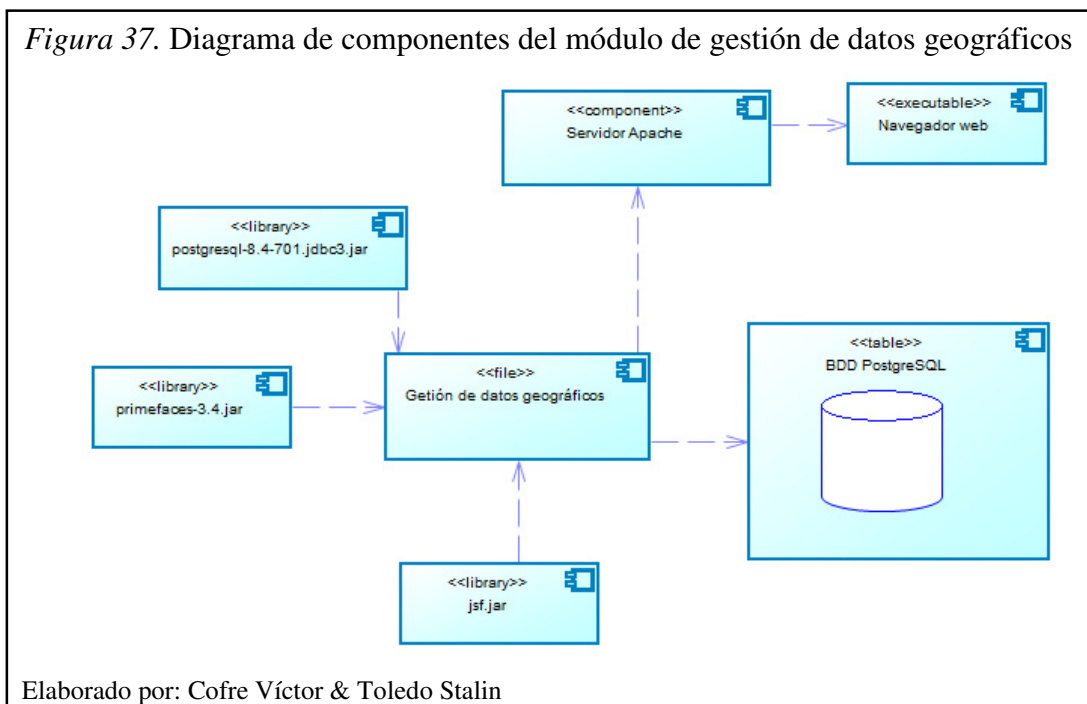 Figura 37. Diagrama de componentes del módulo de gestión de datos geográficos
<<component>>
Servidor Apache
<<executable>>
Navegador web
<<library>>
postgresql-8.4-701.jdbc3.jar
<<library>>
primefaces-3.4.jar
<<file>>
Getión de datos geográficos
<<table>>
BDD PostgreSQL
<<library>>
jsf.jar
Elaborado por: Cofre Víctor & Toledo Stalin